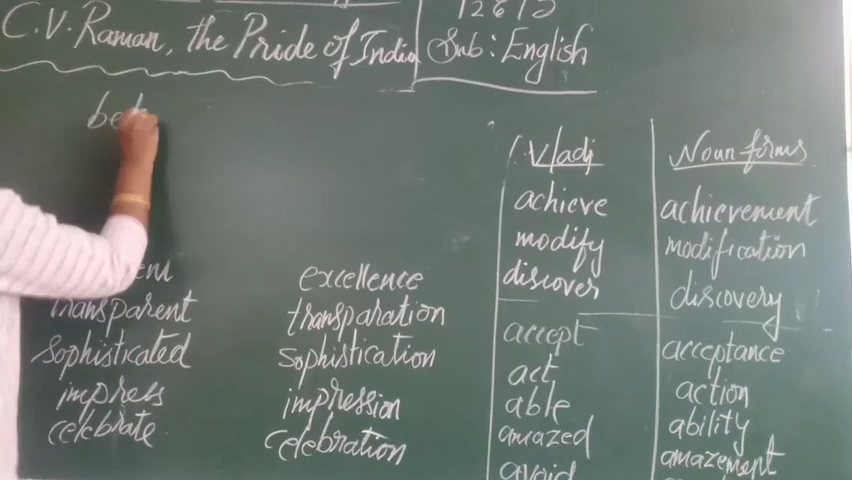 C.V. Raman, the Pride of India
Sub: English
V/adj Noun forms
achieve achievement
modify modification
discover discovery
excellence
transparent transparation
sophisticated sophistication
impress impression
celebrate celebration
accept acceptance
act action
able ability
amazed amazement
avoid